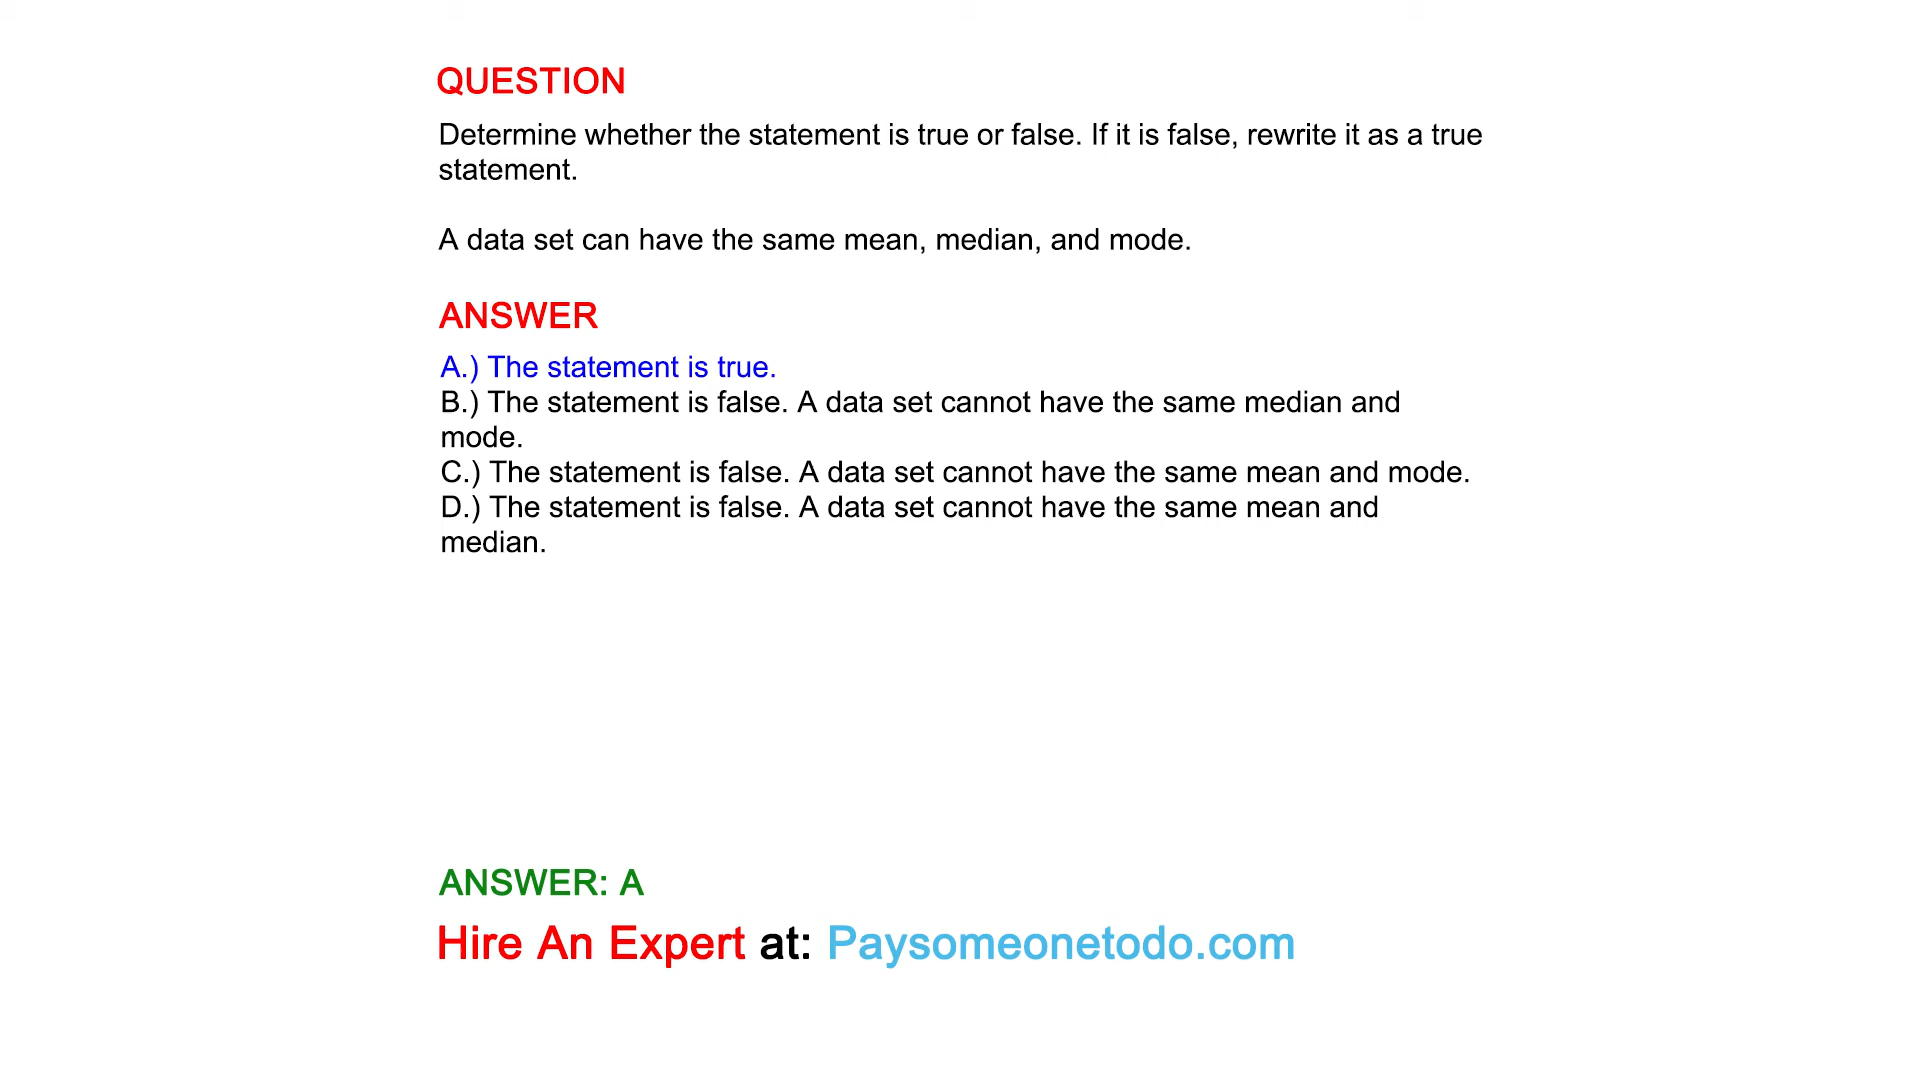 QUESTION
Determine whether the statement is true or false. If it is false, rewrite it as a true
statement.
A data set can have the same mean, median, and mode.
ANSWER
A.) The statement is true.
B.) The statement is false. A data set cannot have the same median and
mode.
C.) The statement is false. A data set cannot have the same mean and mode.
D.) The statement is false. A data set cannot have the same mean and
median.
ANSWER: A
Hire An Expert at: Paysomeonetodo.com